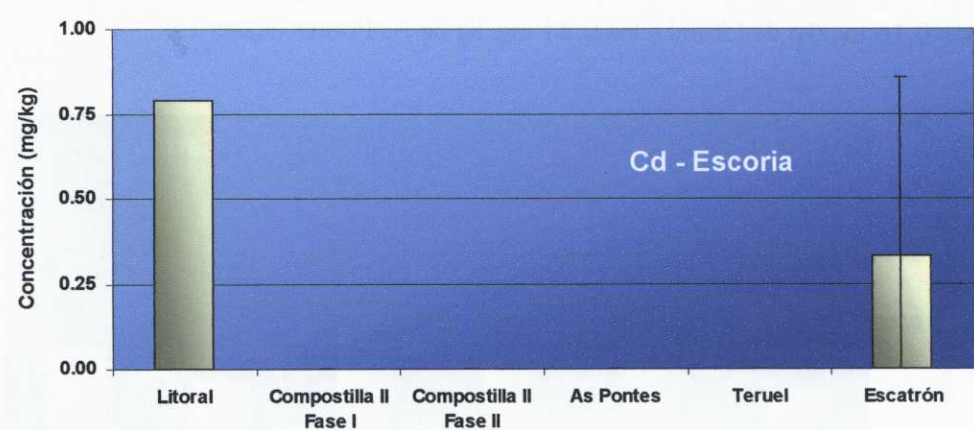 1.00
0.75
0.50
0.25
0.00
Concentración (mg/kg)
Cd - Escoria
Litoral
Compostilla II
Fase I
Compostilla II
Fase II
As Pontes
Teruel
Escatrón